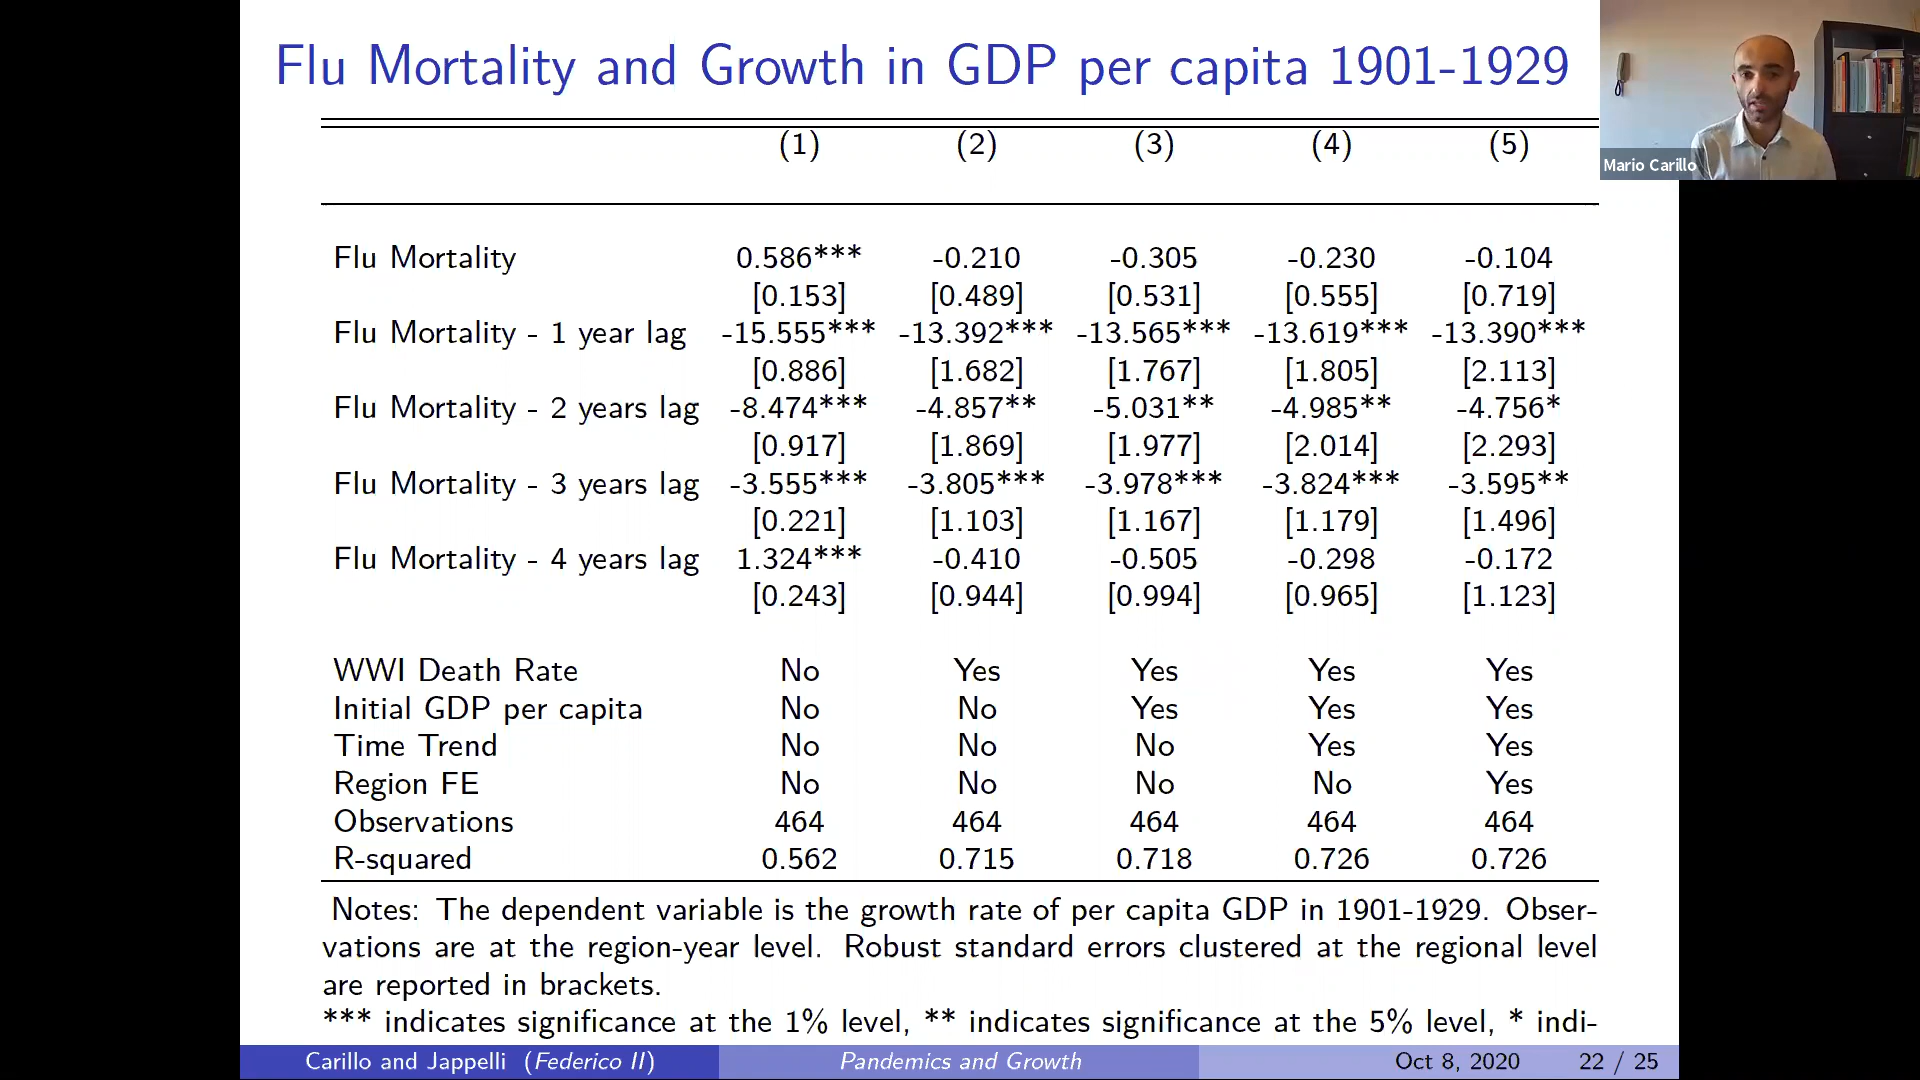 Flu Mortality and Growth in GDP per capita 1901-1929
Mario Carillo
(1) (2) (3) (4) (5)
Flu Mortality 0.586*** -0.210 -0.305 -0.230 -0.104
[0.153] [0.489] [0.531] [0.555] [0.719]
Flu Mortality - 1 year lag -15.555*** -13.392*** -13.565*** -13.619*** -13.390***
[0.886] [1.682] [1.767] [1.805] [2.113]
Flu Mortality - 2 years lag -8.474*** -4.857** -5.031** -4.985** -4.756*
[0.917] [1.869] [1.977] [2.014] [2.293]
Flu Mortality - 3 years lag -3.555*** -3.805*** -3.978*** -3.824*** -3.595**
[0.221] [1.103] [1.167] [1.179] [1.496]
Flu Mortality - 4 years lag 1.324*** -0.410 -0.505 -0.298 -0.172
[0.243] [0.944] [0.994] [0.965] [1.123]
WWI Death Rate No Yes Yes Yes Yes
Initial GDP per capita No No Yes Yes Yes
Time Trend No No No Yes Yes
Region FE No No No No Yes
Observations 464 464 464 464 464
R-squared 0.562 0.715 0.718 0.726 0.726
Notes: The dependent variable is the growth rate of per capita GDP in 1901-1929. Obser-
vations are at the region-year level. Robust standard errors clustered at the regional level
are reported in brackets.
*** indicates significance at the 1% level, ** indicates significance at the 5% level, * indi-
Carillo and Jappelli (Federico II) Pandemics and Growth Oct 8, 2020 22 / 25